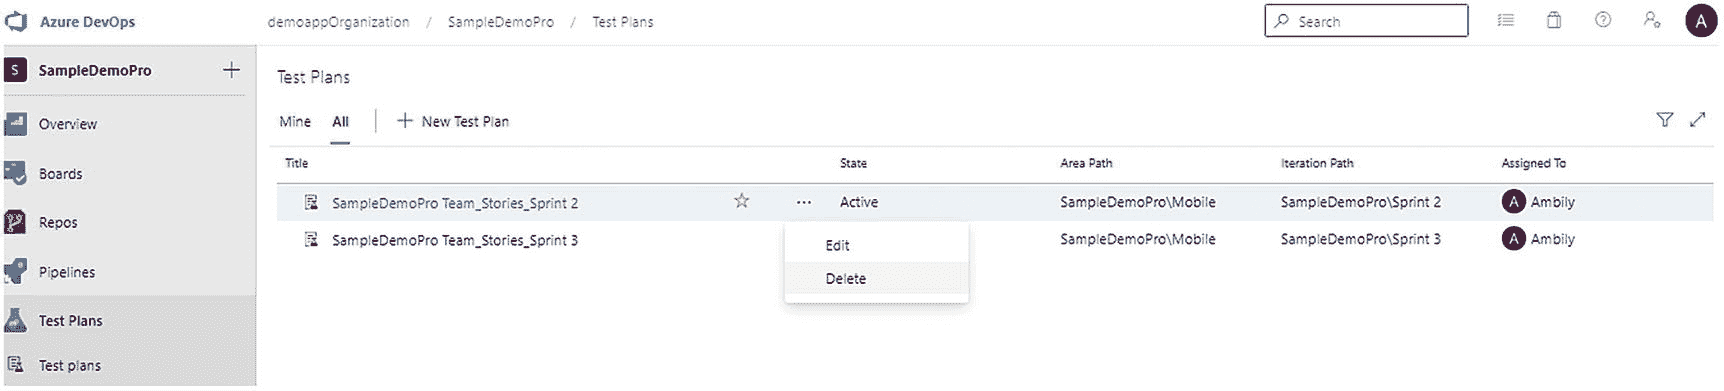 Azure DevOps
demoappOrganization / SampleDemoPro / Test Plans
Search
A
S SampleDemoPro
Overview
Boards
Repos
Pipelines
Test Plans
Test plans
Test Plans
Mine All New Test Plan
Title State Area Path Iteration Path Assigned To
SampleDemoPro Team_Stories_Sprint 2 ... Active SampleDemoPro\Mobile SampleDemoPro\Sprint 2 A Ambily
SampleDemoPro Team_Stories_Sprint 3 SampleDemoPro\Mobile SampleDemoPro\Sprint 3 A Ambily
Edit
Delete